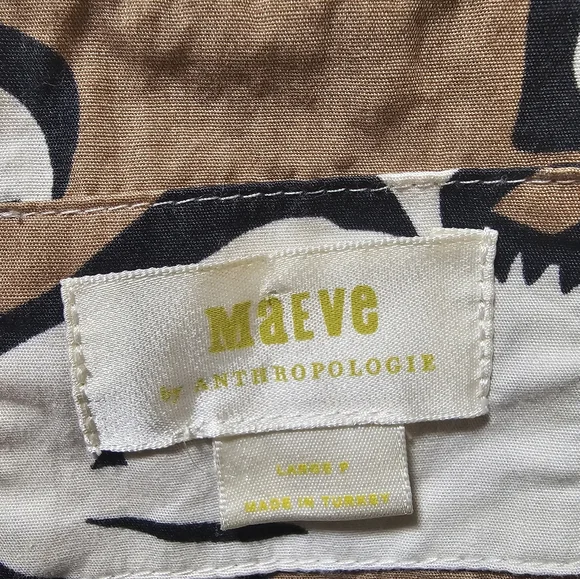 MaEve
by ANTHROPOLOGIE
LARGE P
MADE IN TURKEY